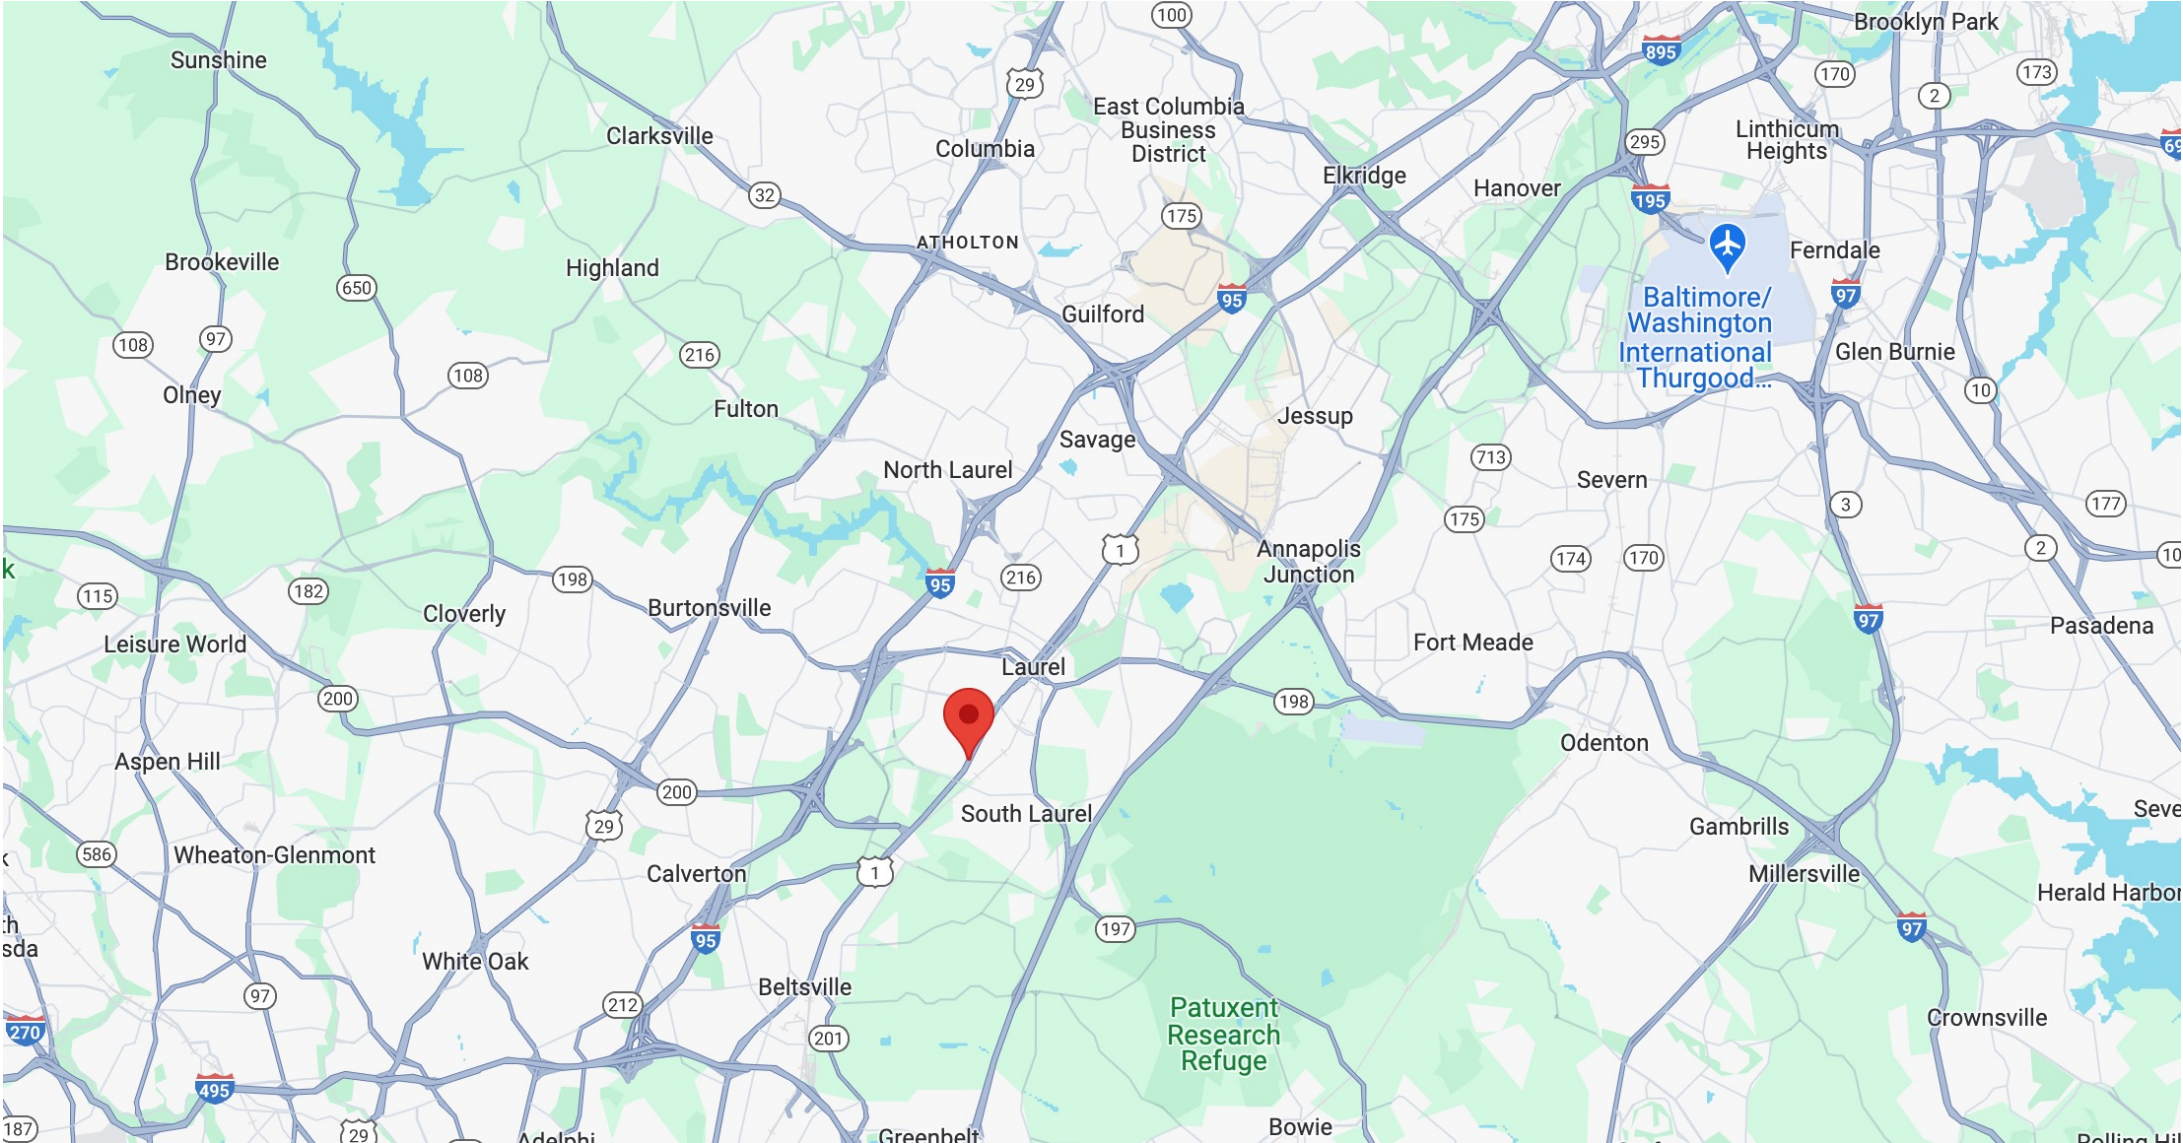 100
Brooklyn Park
Sunshine
895
170
173
29
2
East Columbia
Business
District
Clarksville
Columbia
295
Linthicum
Heights
Elkridge
Hanover
32
195
175
ATHOLTON
Ferndale
Brookeville
Highland
650
95
97
Guilford
Baltimore/
Washington
International
Thurgood...
108
97
216
Glen Burnie
108
Olney
10
Fulton
Jessup
Savage
713
North Laurel
Severn
3
177
175
1
Annapolis
Junction
174
170
2
10
k
115
182
198
95
216
Cloverly
Burtonsville
97
Pasadena
Leisure World
Fort Meade
Laurel
200
198
Aspen Hill
Odenton
200
South Laurel
29
Gambrills
586
Wheaton-Glenmont
Calverton
1
Millersville
Herald Harbor
197
97
95
White Oak
Beltsville
97
212
Patuxent
Research
Refuge
270
201
Crownsville
495
187
29
Adelphi
Greenbelt
Bowie